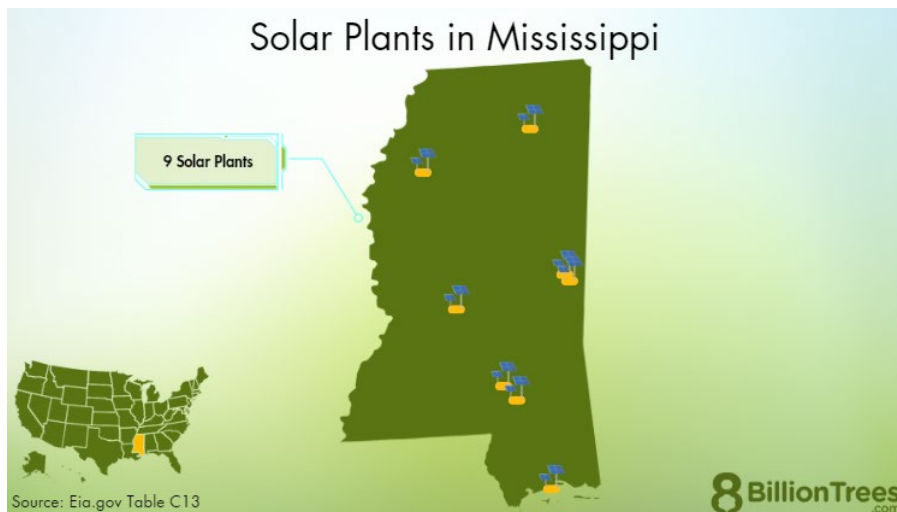 Solar Plants in Mississippi
9 Solar Plants
Source: Eia.gov Table C13
8 BillionTrees
.com